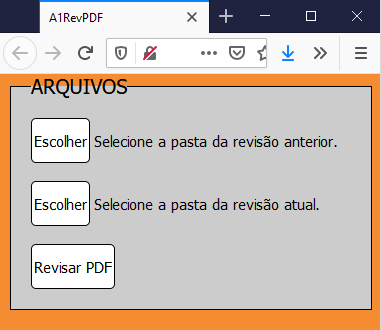 A1RevPDF
ARQUIVOS
Escolher Selecione a pasta da revisão anterior.
Escolher Selecione a pasta da revisão atual.
Revisar PDF